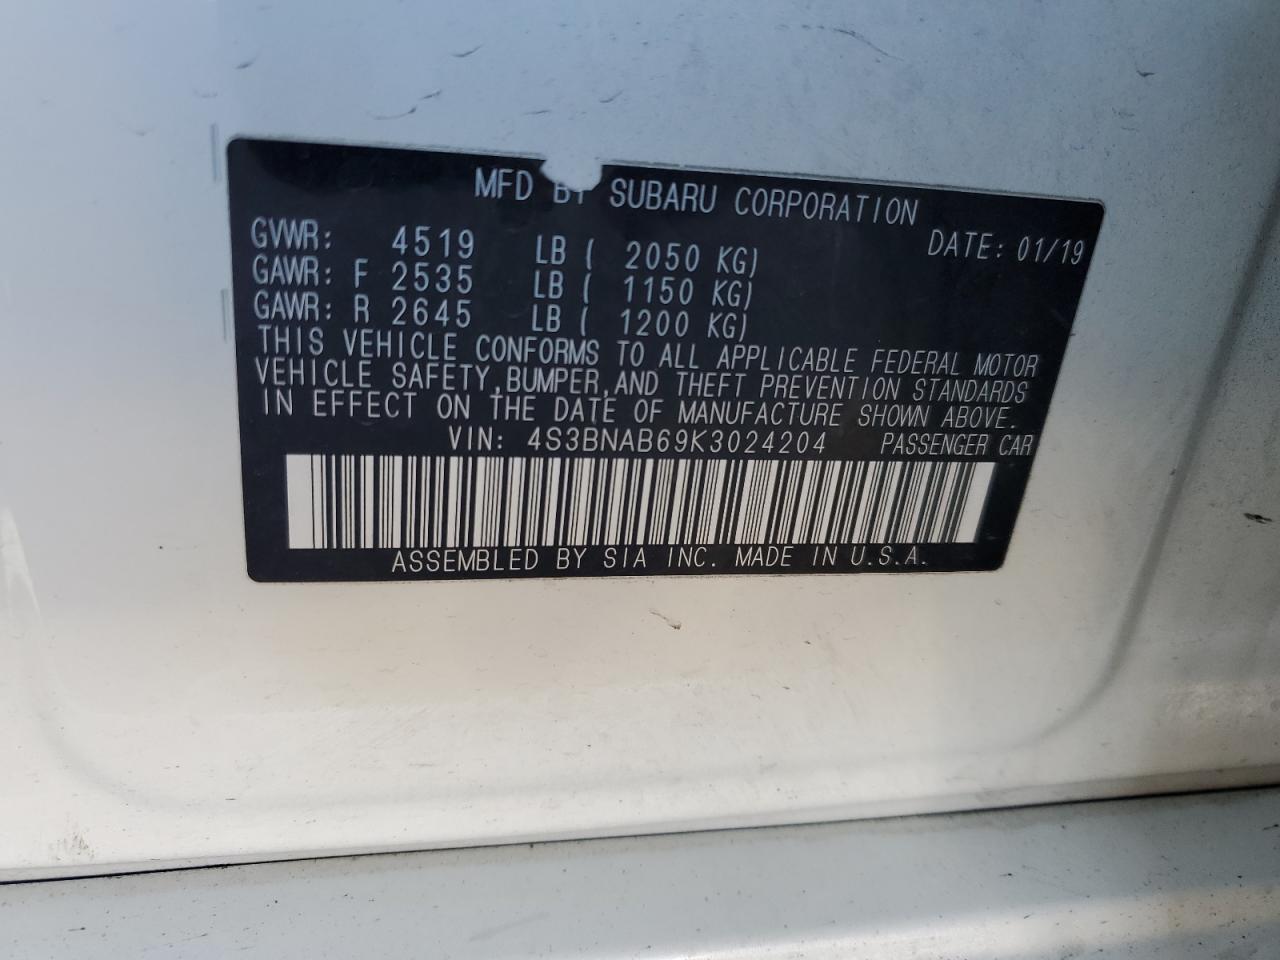 MFD BY SUBARU CORPORATION
GVWR: 4519 LB ( 2050 KG) DATE: 01/19
GAWR: F 2535 LB ( 1150 KG)
GAWR: R 2645 LB ( 1200 KG)
THIS VEHICLE CONFORMS TO ALL APPLICABLE FEDERAL MOTOR
VEHICLE SAFETY,BUMPER,AND THEFT PREVENTION STANDARDS
IN EFFECT ON THE DATE OF MANUFACTURE SHOWN ABOVE.
VIN: 4S3BNAB69K3024204 PASSENGER CAR
ASSEMBLED BY SIA INC. MADE IN U.S.A.